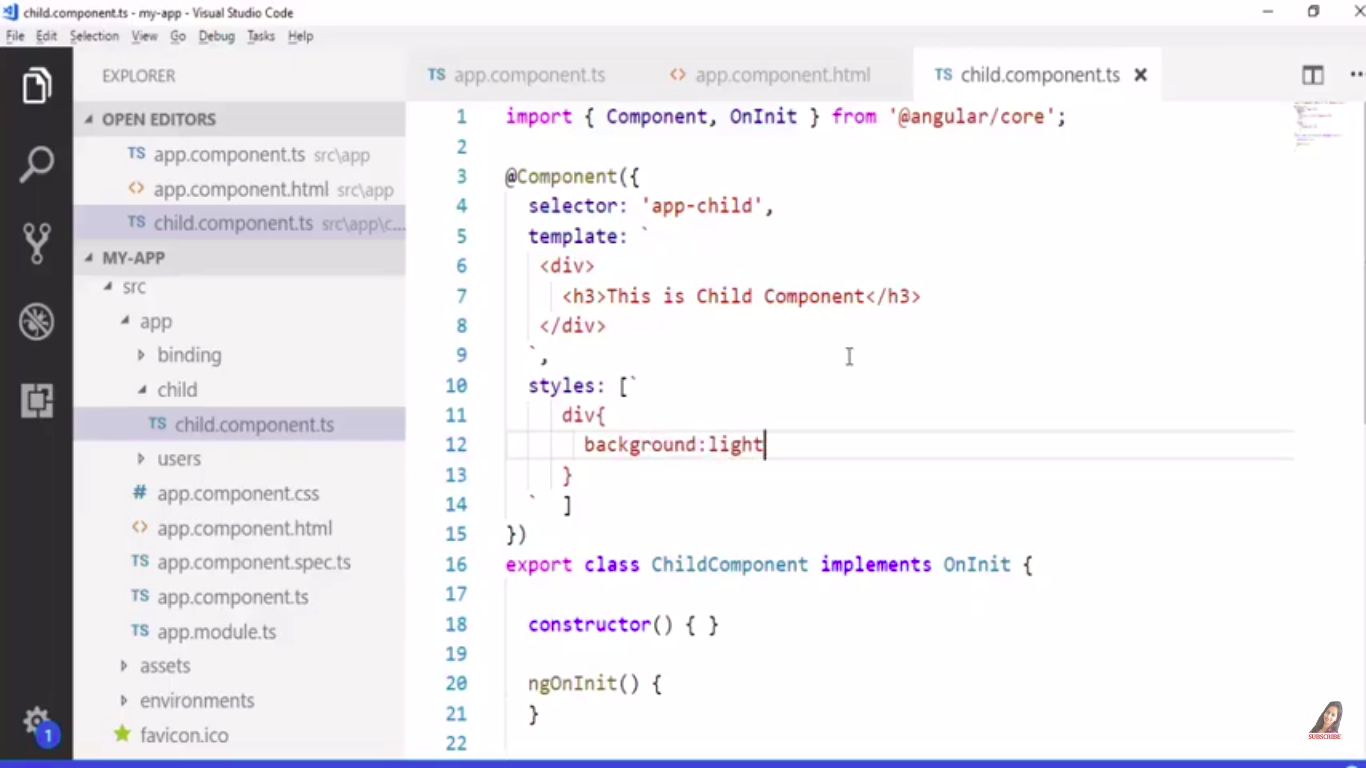 child.component.ts - my-app - Visual Studio Code
File Edit Selection View Go Debug Tasks Help
EXPLORER
OPEN EDITORS
TS app.component.ts src\app
<> app.component.html src\app
TS child.component.ts src\app\c...
MY-APP
src
app
binding
child
TS child.component.ts
users
# app.component.css
<> app.component.html
TS app.component.spec.ts
TS app.component.ts
TS app.module.ts
assets
environments
favicon.ico
1
TS app.component.ts <> app.component.html TS child.component.ts
1 import { Component, OnInit } from '@angular/core';
2
3 @Component({
4 selector: 'app-child',
5 template: `
6 <div>
7 <h3>This is Child Component</h3>
8 </div>
9 `,
10 styles: [`
11 div{
12 background:light
13 }
14 ` ]
15 })
16 export class ChildComponent implements OnInit {
17
18 constructor() { }
19
20 ngOnInit() {
21 }
22
SUBSCRIBE